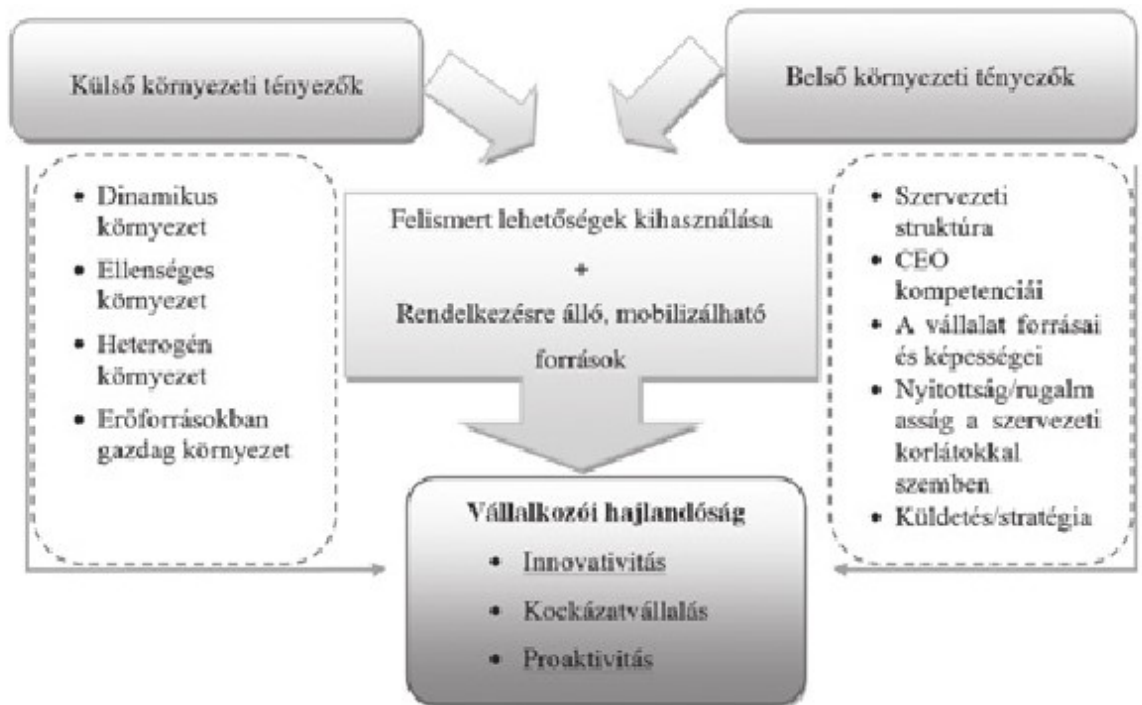 Külső környezeti tényezők
Belső környezeti tényezők
• Dinamikus
környezet
• Ellenséges
környezet
• Heterogén
környezet
• Erőforrásokban
gazdag környezet
Felismert lehetőségek kihasználása
+
Rendelkezésre álló, mobilizálható
források
• Szervezeti
struktúra
• CEO
kompetenciái
• A vállalat forrásai
és képességei
• Nyitottság/rugalm
asság a szervezeti
korlátokkal
szemben
• Küldetés/stratégia
Vállalkozói hajlandóság
• Innovativitás
• Kockázatvállalás
• Proaktivitás